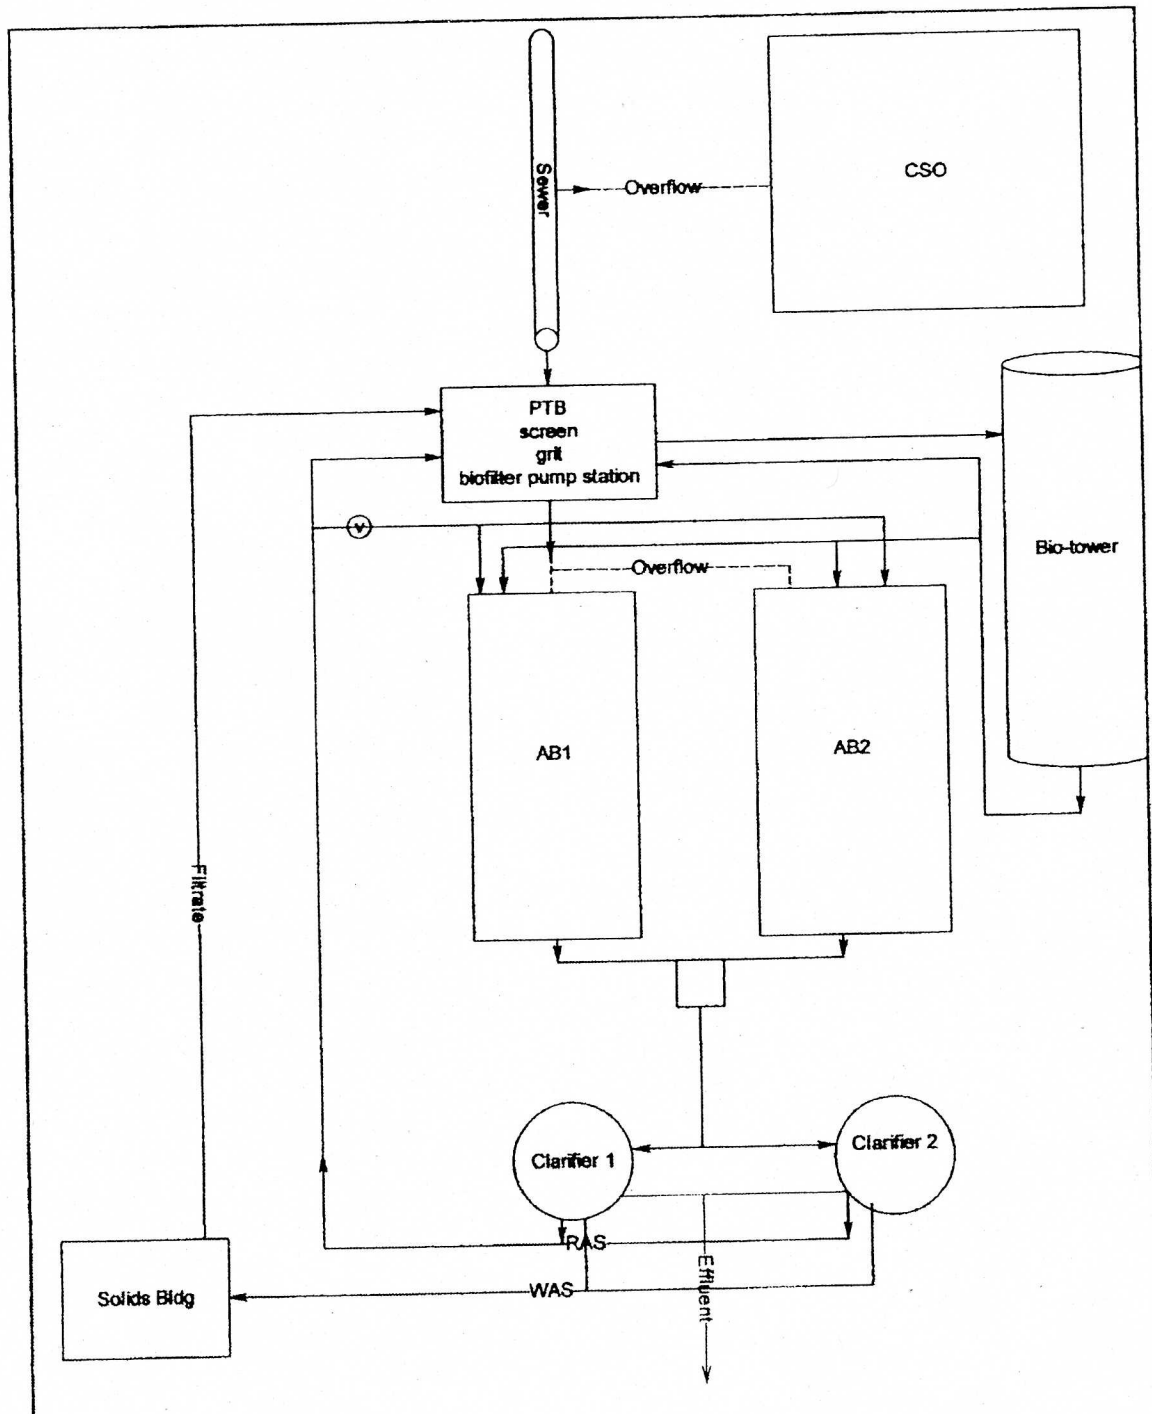 Sewer
Overflow
CSO
PTB
screen
grit
biofilter pump station
V
Overflow
Bio-tower
AB1
AB2
Filtrate
Clarifier 1
Clarifier 2
RAS
WAS
Effluent
Solids Bldg